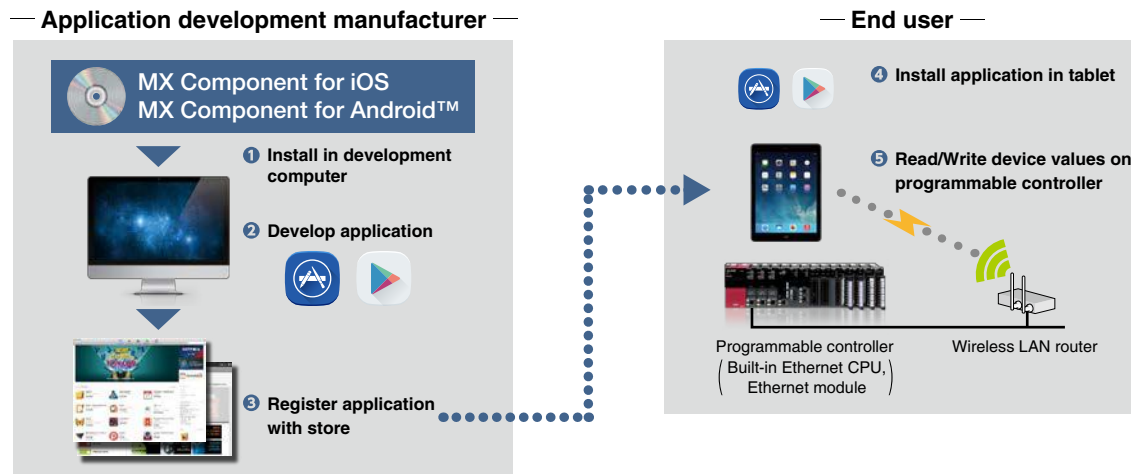 Application development manufacturer
MX Component for iOS
MX Component for Android™
❶ Install in development
computer
❷ Develop application
❸ Register application
with store
End user
❹ Install application in tablet
❺ Read/Write device values on
programmable controller
Programmable controller
(Built-in Ethernet CPU,
Ethernet module)
Wireless LAN router